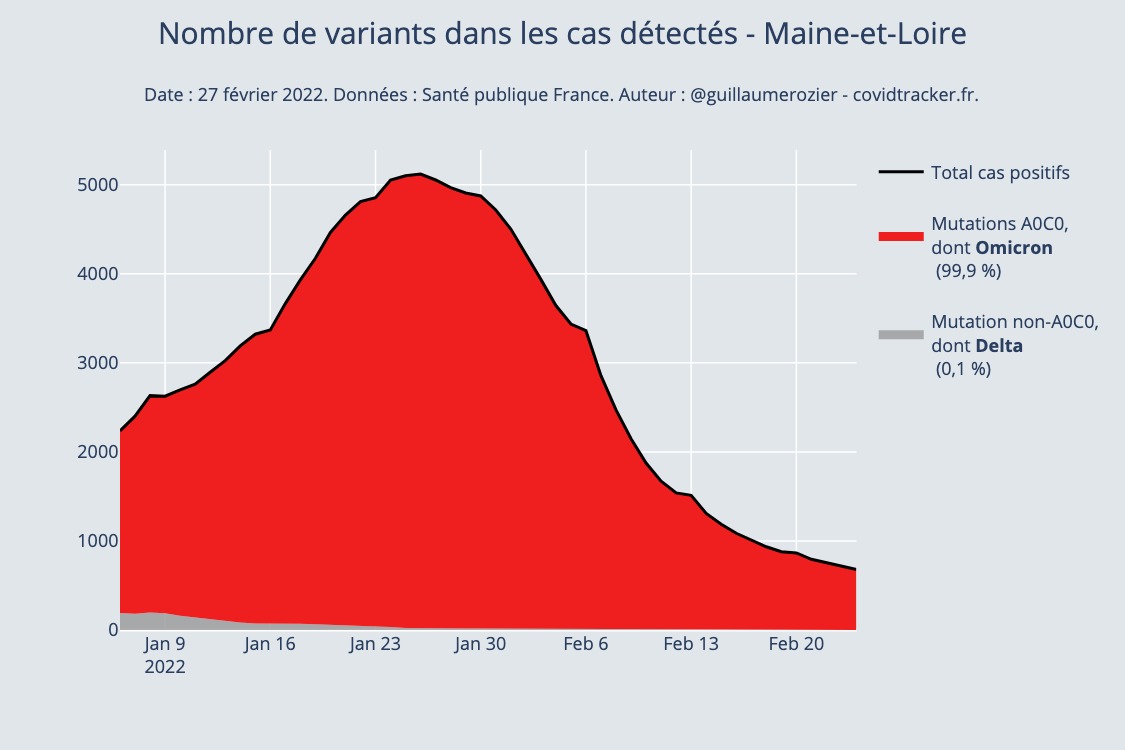 Nombre de variants dans les cas détectés - Maine-et-Loire
Date : 27 février 2022. Données : Santé publique France. Auteur : @guillaumerozier - covidtracker.fr.
5000
4000
3000
2000
1000
0
Jan 9
2022
Jan 16
Jan 23
Jan 30
Feb 6
Feb 13
Feb 20
Total cas positifs
Mutations A0C0,
dont Omicron
(99,9 %)
Mutation non-A0C0,
dont Delta
(0,1 %)